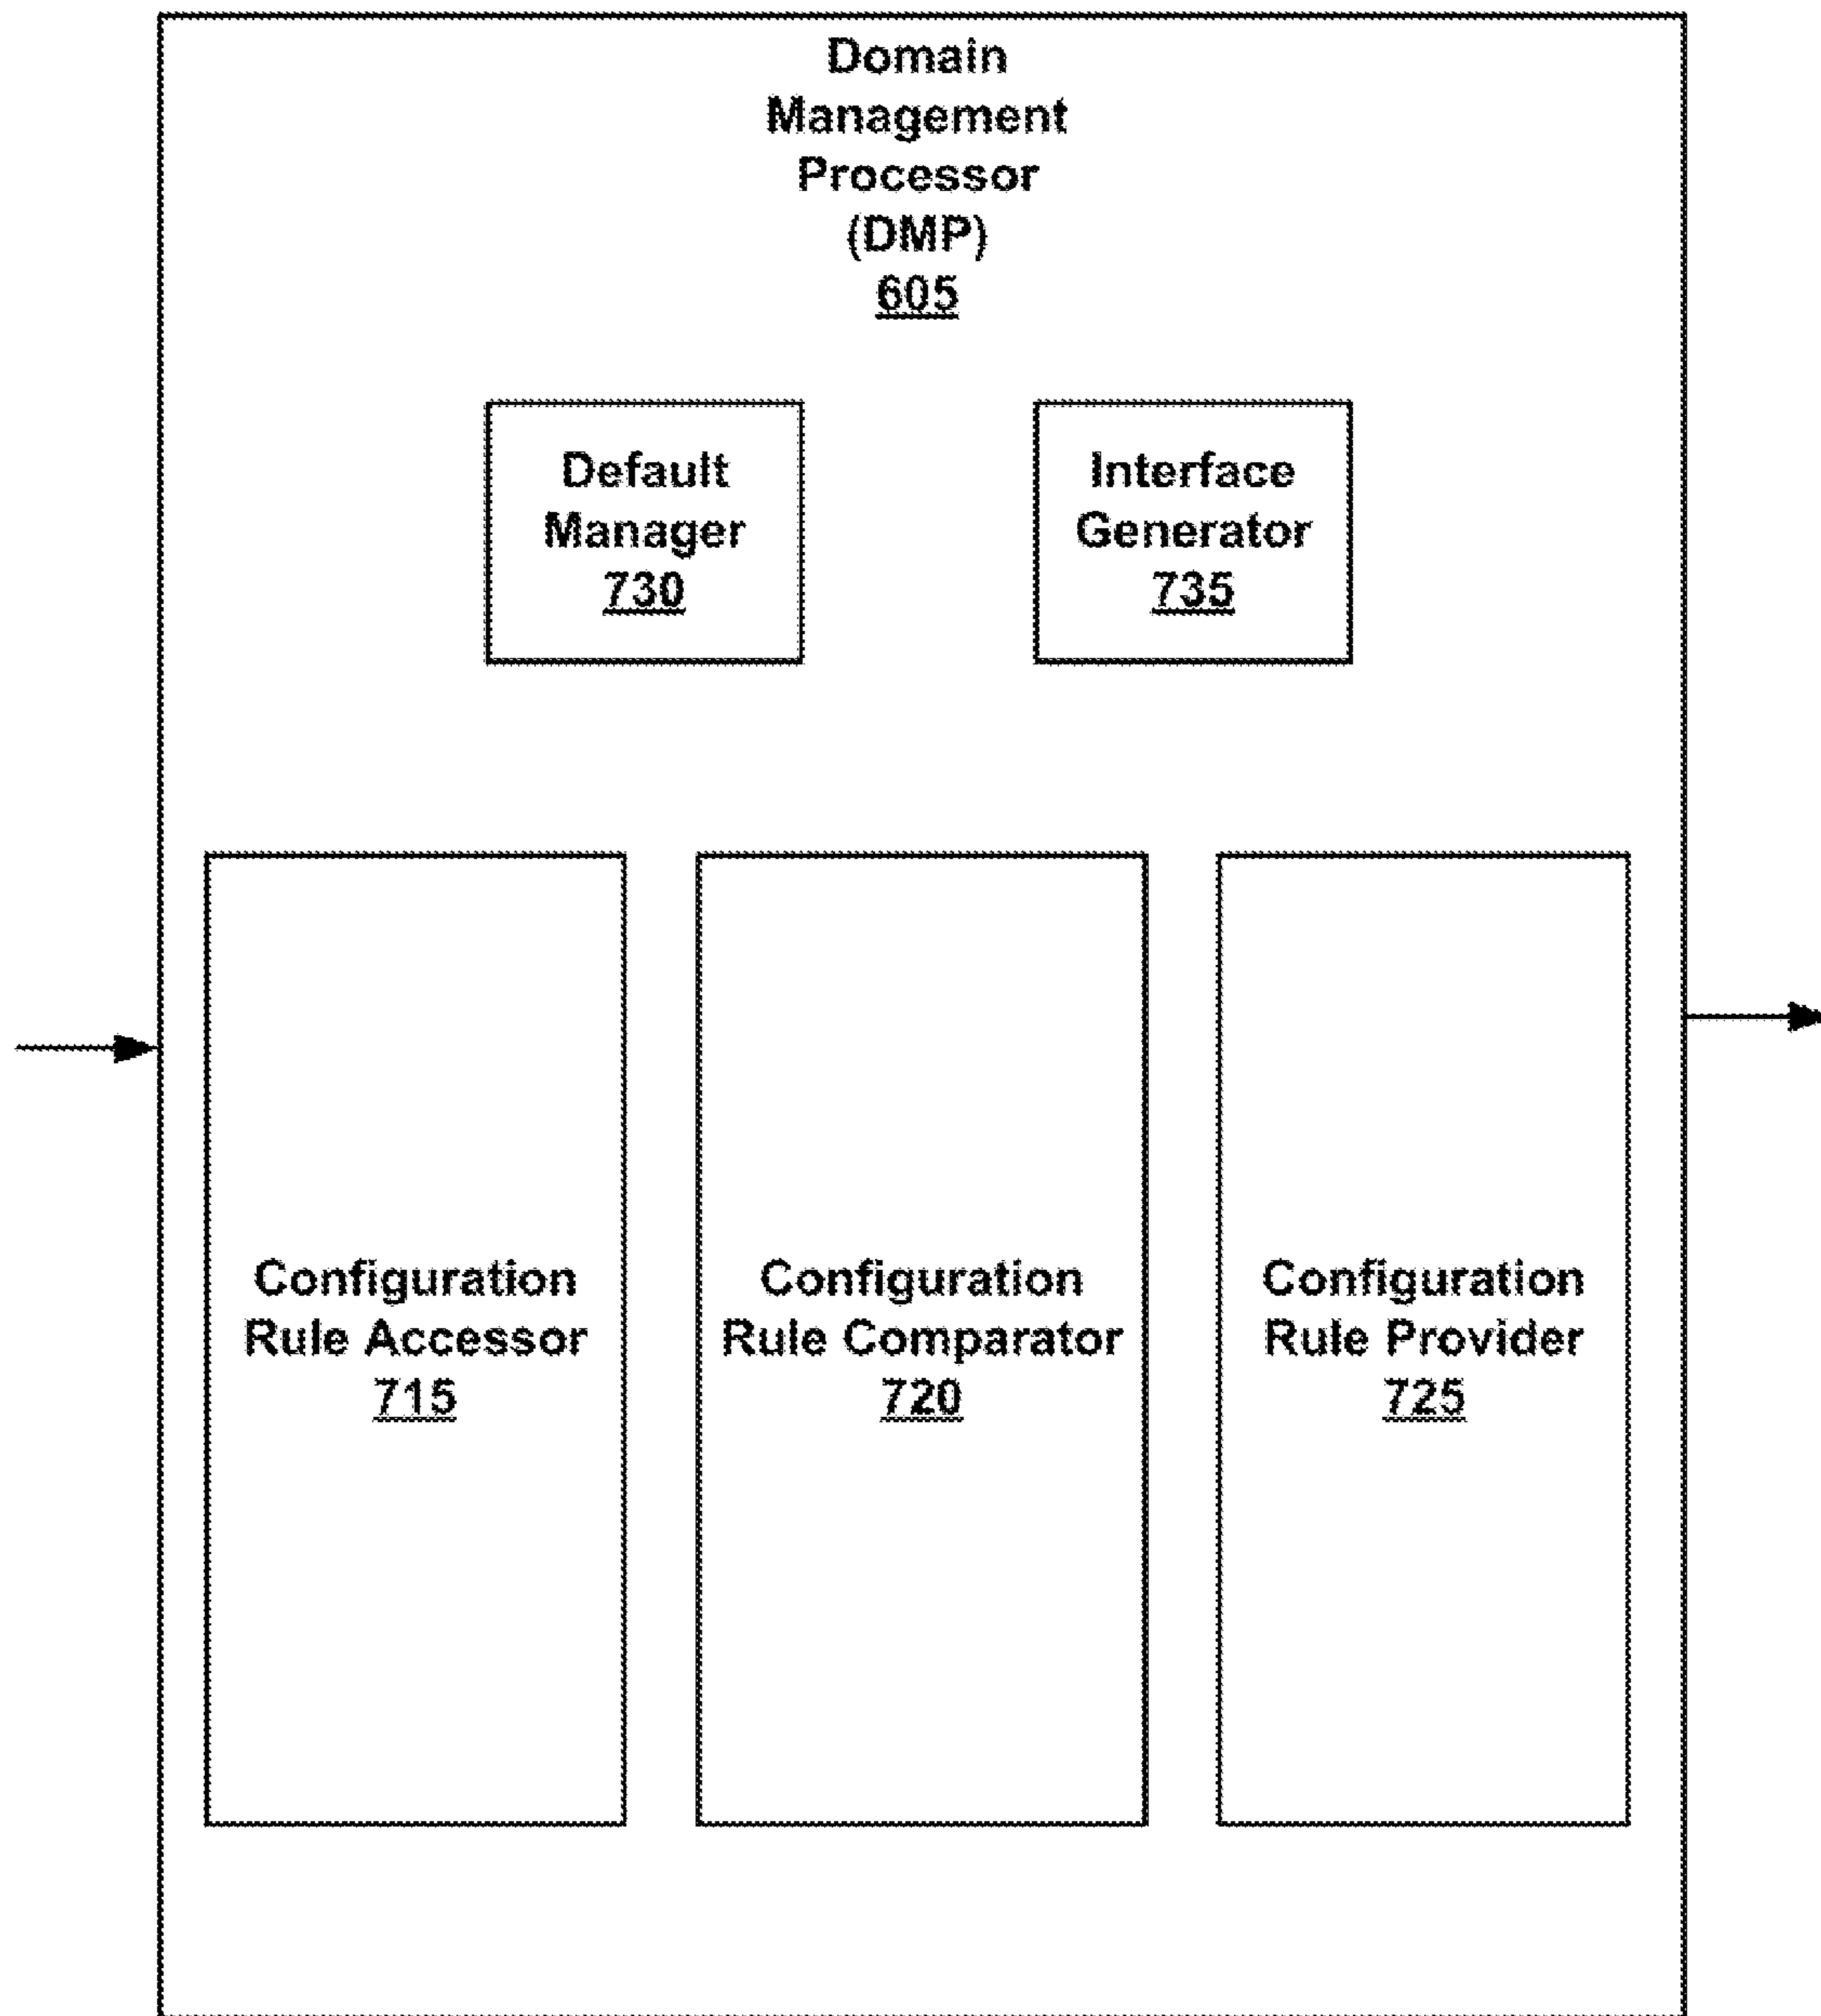 Domain
Management
Processor
(DMP)
605
Default
Manager
730
Interface
Generator
735
Configuration
Rule Accessor
715
Configuration
Rule Comparator
720
Configuration
Rule Provider
725